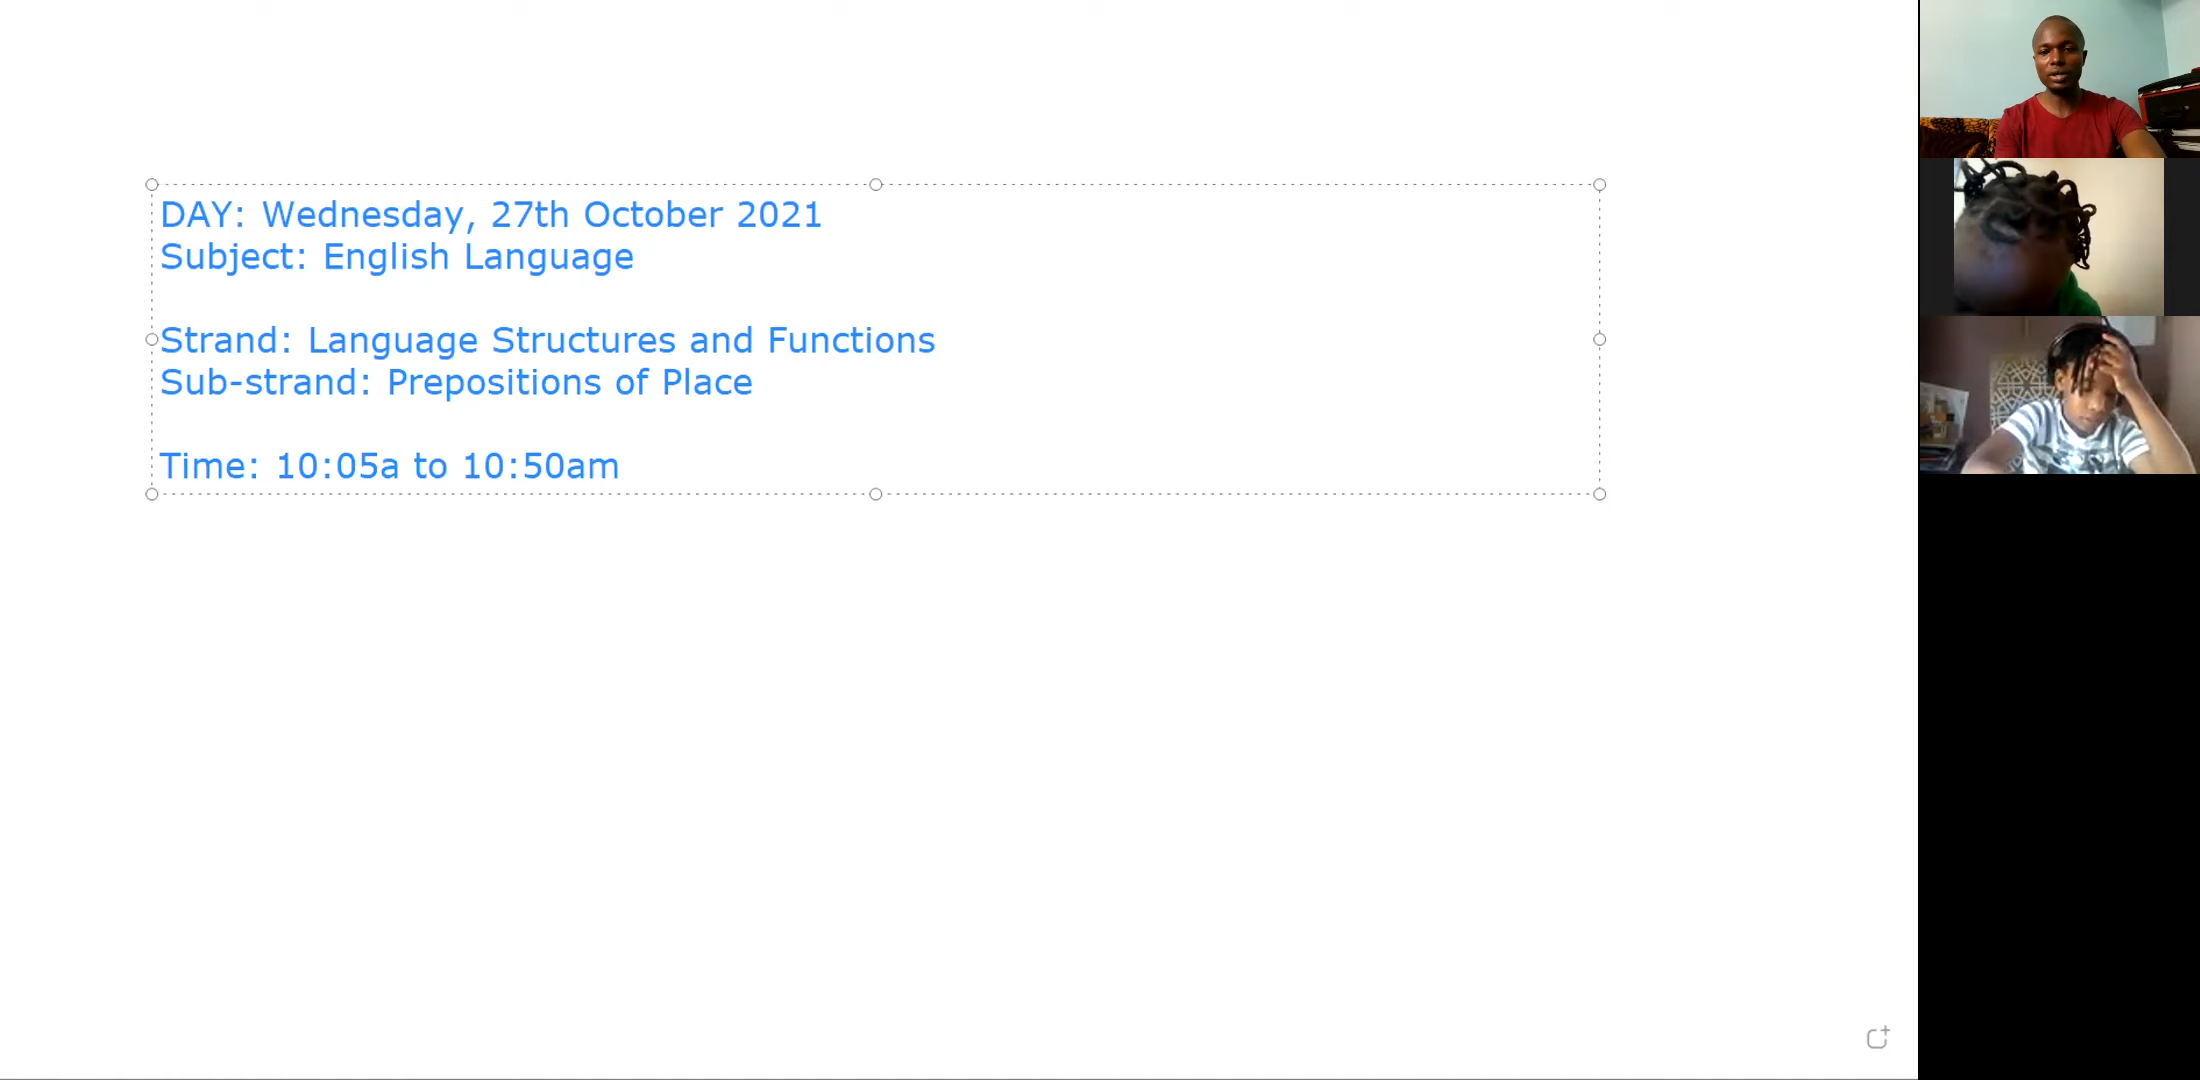 DAY: Wednesday, 27th October 2021
Subject: English Language
Strand: Language Structures and Functions
Sub-strand: Prepositions of Place
Time: 10:05a to 10:50am